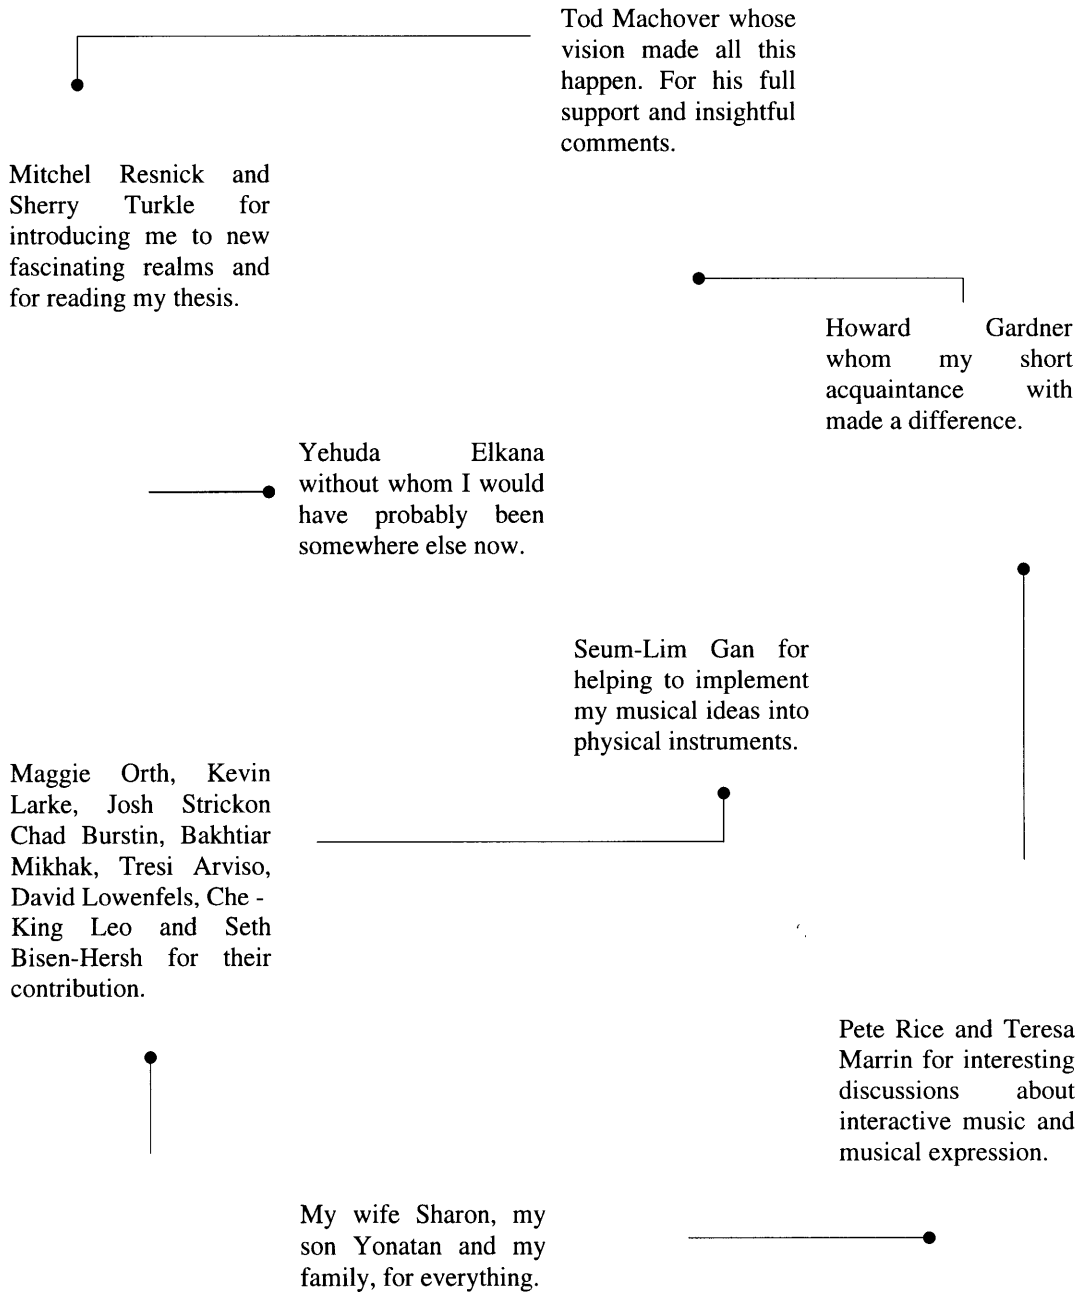 Tod Machover whose
vision made all this
happen. For his full
support and insightful
comments.
Mitchel Resnick and
Sherry Turkle for
introducing me to new
fascinating realms and
for reading my thesis.
Howard Gardner
whom my short
acquaintance with
made a difference.
Yehuda Elkana
without whom I would
have probably been
somewhere else now.
Seum-Lim Gan for
helping to implement
my musical ideas into
physical instruments.
Maggie Orth, Kevin
Larke, Josh Strickon
Chad Burstin, Bakhtiar
Mikhak, Tresi Arviso,
David Lowenfels, Che -
King Leo and Seth
Bisen-Hersh for their
contribution.
Pete Rice and Teresa
Marrin for interesting
discussions about
interactive music and
musical expression.
My wife Sharon, my
son Yonatan and my
family, for everything.